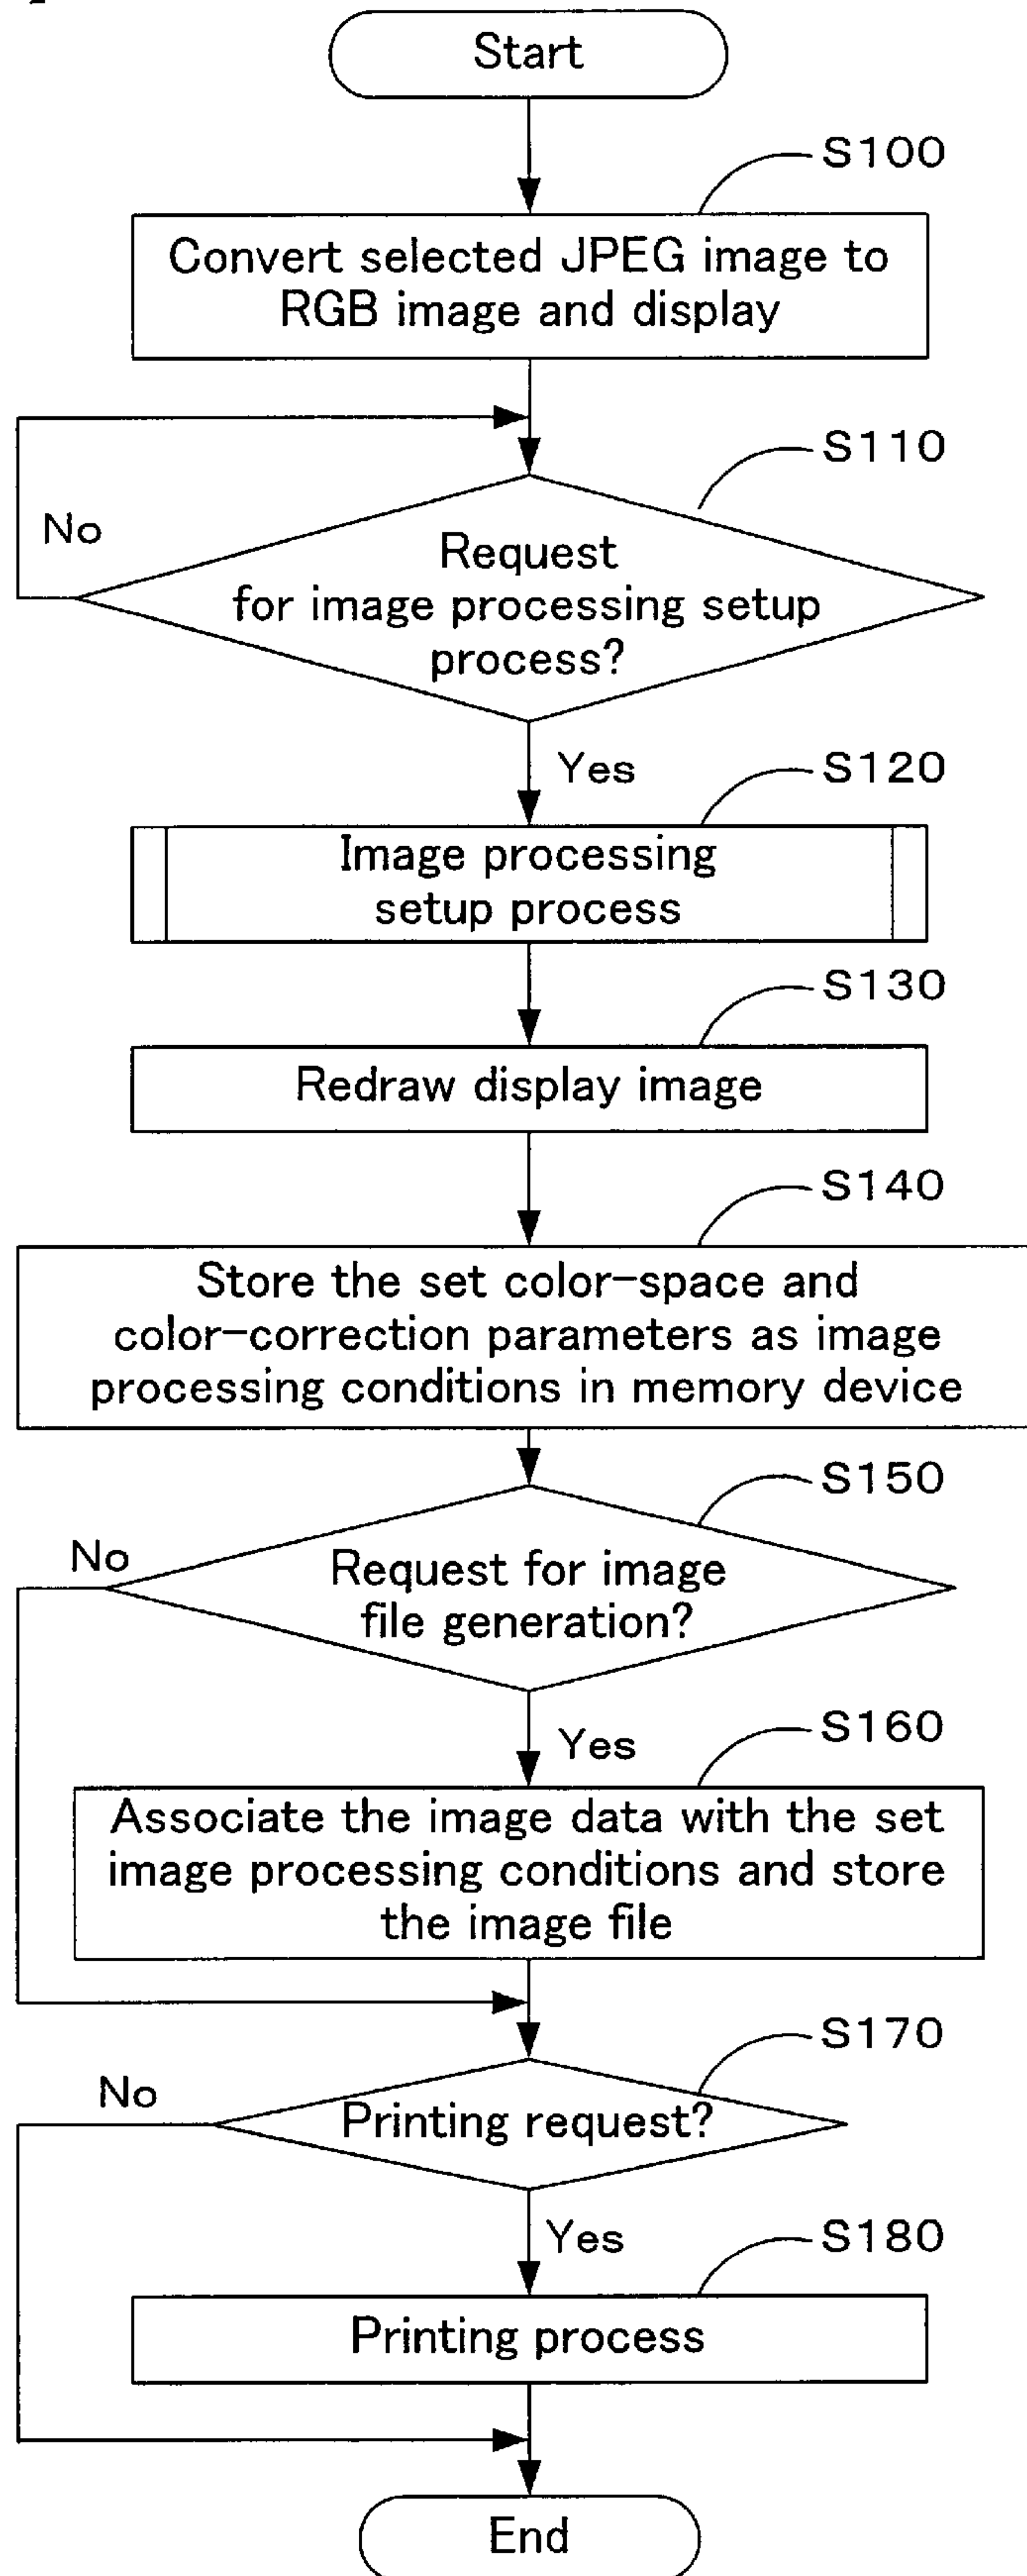 Start
S100
Convert selected JPEG image to
RGB image and display
S110
No
Request
for image processing setup
process?
Yes
S120
Image processing
setup process
S130
Redraw display image
S140
Store the set color-space and
color-correction parameters as image
processing conditions in memory device
S150
No
Request for image
file generation?
Yes
S160
Associate the image data with the set
image processing conditions and store
the image file
S170
No
Printing request?
Yes
S180
Printing process
End